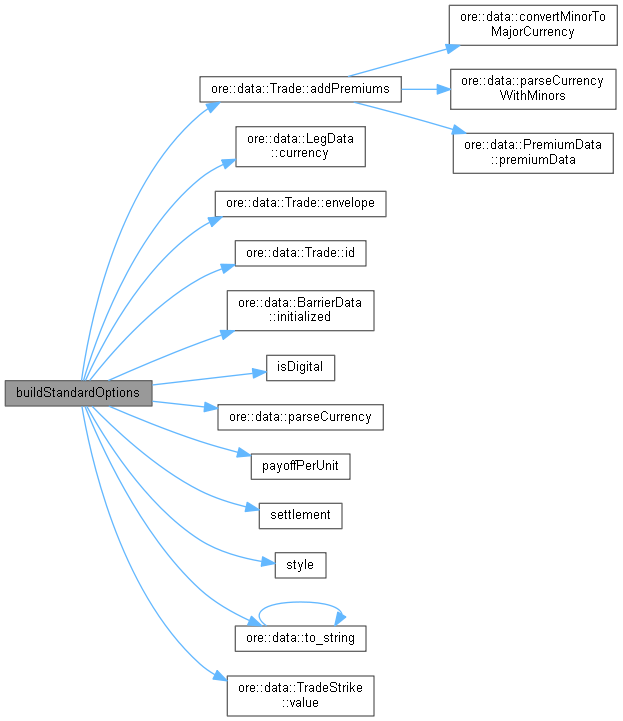 buildStandardOptions
ore::data::Trade::addPremiums
ore::data::convertMinorTo
MajorCurrency
ore::data::parseCurrency
WithMinors
ore::data::PremiumData
::premiumData
ore::data::LegData
::currency
ore::data::Trade::envelope
ore::data::Trade::id
ore::data::BarrierData
::initialized
isDigital
ore::data::parseCurrency
payoffPerUnit
settlement
style
ore::data::to_string
ore::data::TradeStrike
::value